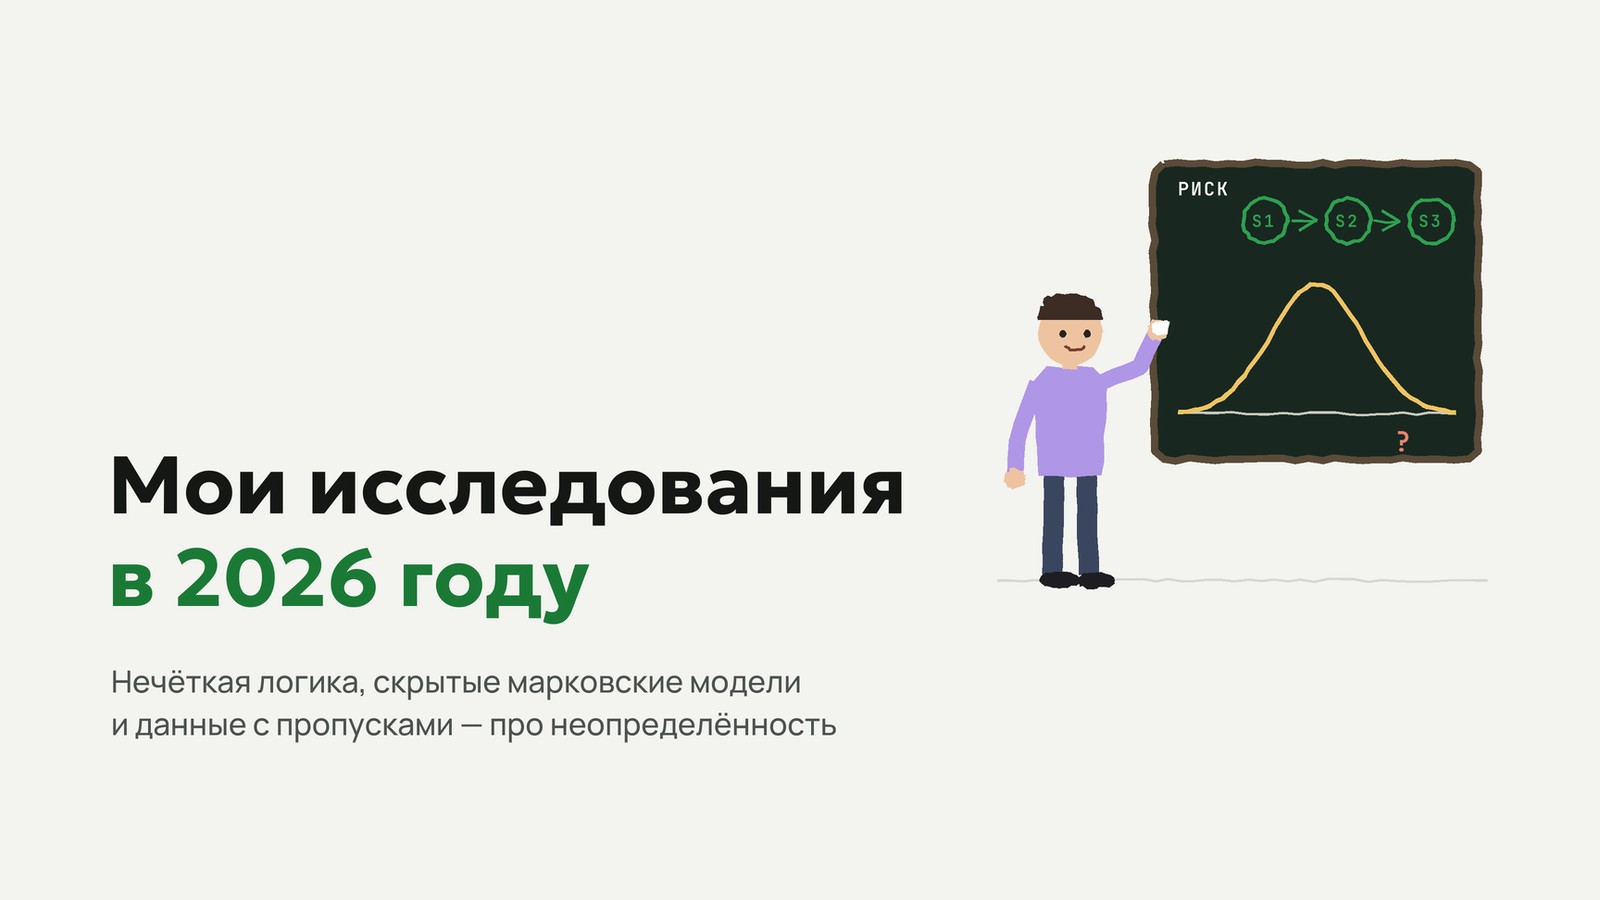 РИСК
S1
S2
S3
?
Мои исследования
в 2026 году
Нечёткая логика, скрытые марковские модели
и данные с пропусками — про неопределённость